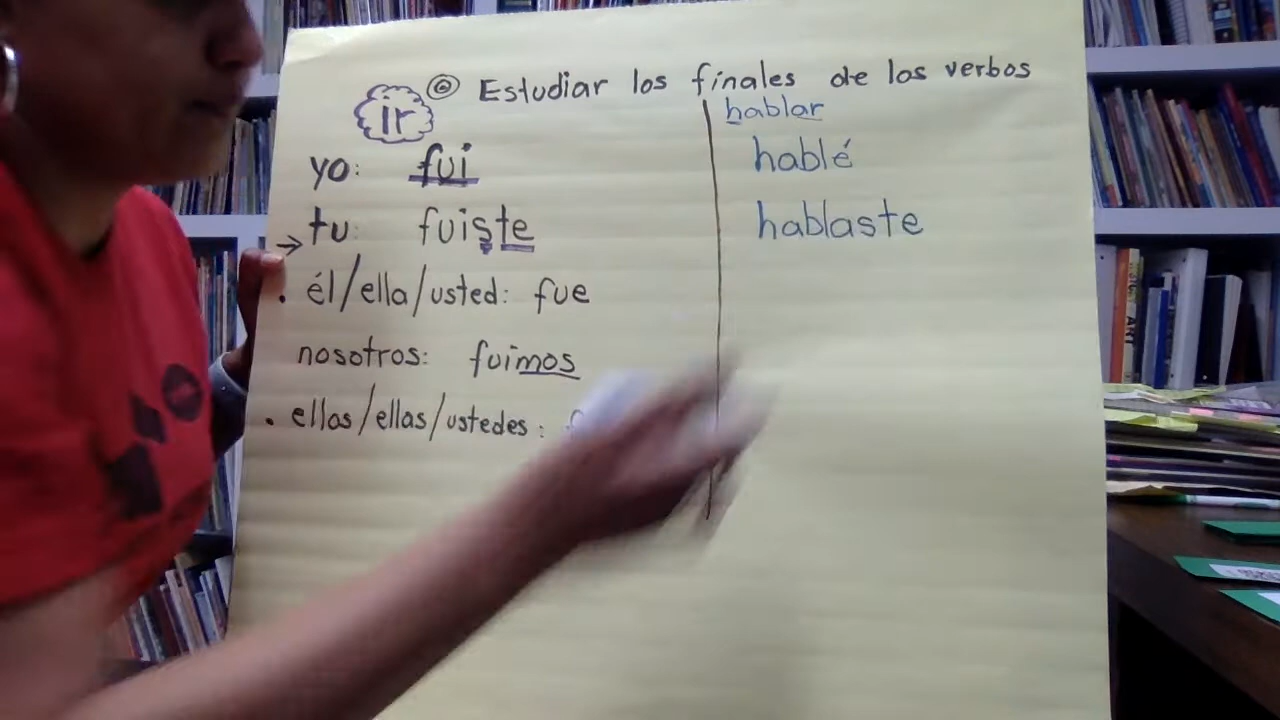 Estudiar los finales de los verbos
ir
yo: fui
tu: fuiste
él/ella/usted: fue
nosotros: fuimos
ellos/ellas/ustedes:
hablar
hablé
hablaste